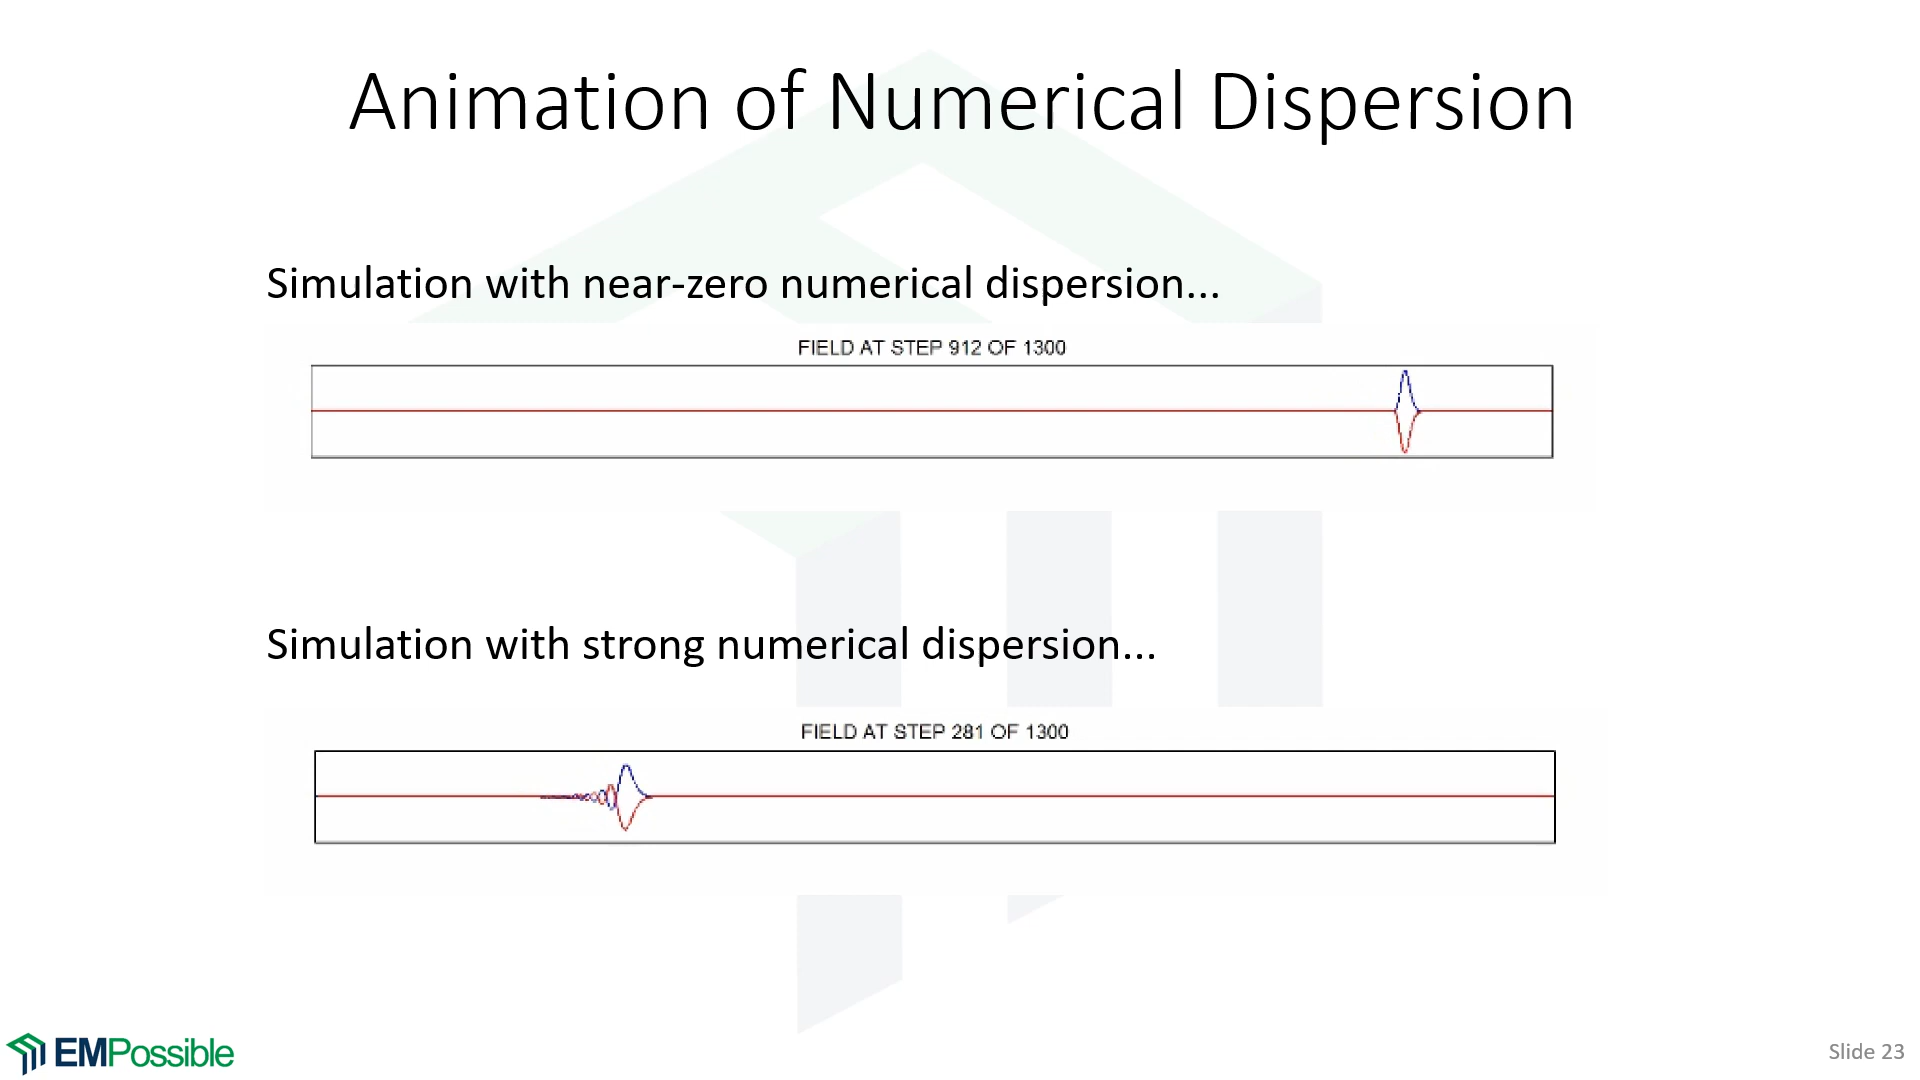 Animation of Numerical Dispersion
Simulation with near-zero numerical dispersion...
FIELD AT STEP 912 OF 1300
Simulation with strong numerical dispersion...
FIELD AT STEP 281 OF 1300
EMPossible
Slide 23